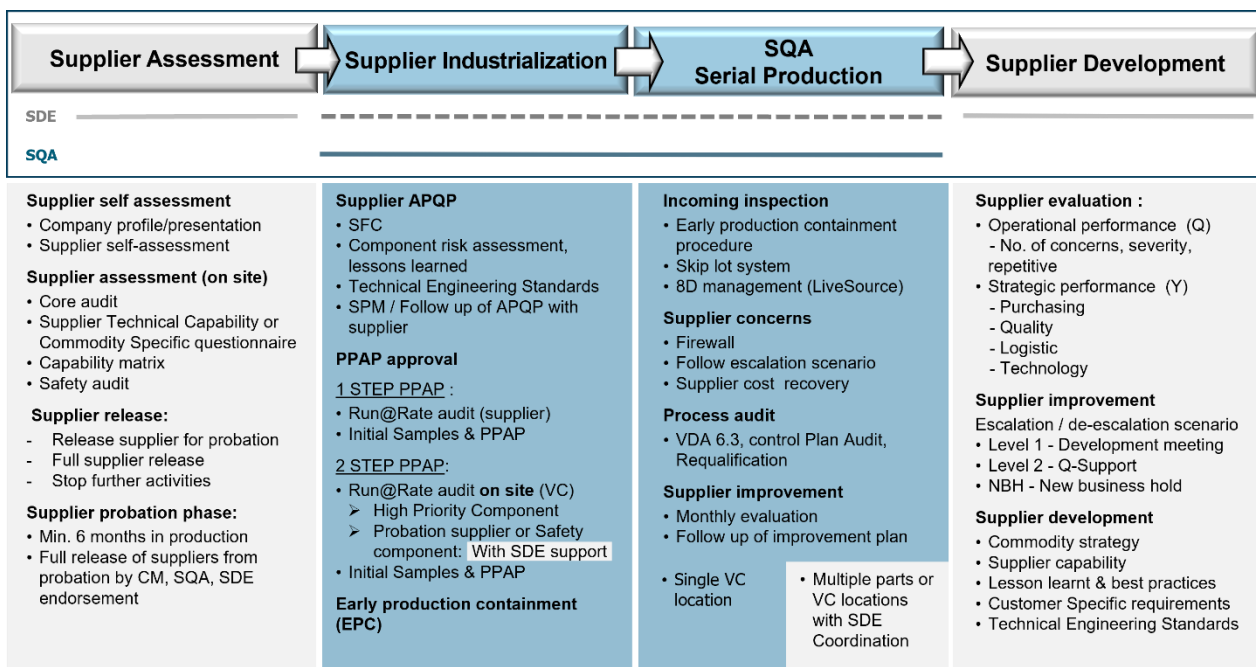 Supplier Assessment
Supplier Industrialization
SQA
Serial Production
Supplier Development
SDE
SQA
Supplier self assessment
• Company profile/presentation
• Supplier self-assessment
Supplier assessment (on site)
• Core audit
• Supplier Technical Capability or
Commodity Specific questionnaire
• Capability matrix
• Safety audit
Supplier release:
- Release supplier for probation
- Full supplier release
- Stop further activities
Supplier probation phase:
• Min. 6 months in production
• Full release of suppliers from
probation by CM, SQA, SDE
endorsement
Supplier APQP
• SFC
• Component risk assessment,
lessons learned
• Technical Engineering Standards
• SPM / Follow up of APQP with
supplier
PPAP approval
1 STEP PPAP :
• Run@Rate audit (supplier)
• Initial Samples & PPAP
2 STEP PPAP:
• Run@Rate audit on site (VC)
➢ High Priority Component
➢ Probation supplier or Safety
component: With SDE support
• Initial Samples & PPAP
Early production containment
(EPC)
Incoming inspection
• Early production containment
procedure
• Skip lot system
• 8D management (LiveSource)
Supplier concerns
• Firewall
• Follow escalation scenario
• Supplier cost recovery
Process audit
• VDA 6.3, control Plan Audit,
Requalification
Supplier improvement
• Monthly evaluation
• Follow up of improvement plan
• Single VC
location
• Multiple parts or
VC locations
with SDE
Coordination
Supplier evaluation :
• Operational performance (Q)
- No. of concerns, severity,
repetitive
• Strategic performance (Y)
- Purchasing
- Quality
- Logistic
- Technology
Supplier improvement
Escalation / de-escalation scenario
• Level 1 - Development meeting
• Level 2 - Q-Support
• NBH - New business hold
Supplier development
• Commodity strategy
• Supplier capability
• Lesson learnt & best practices
• Customer Specific requirements
• Technical Engineering Standards